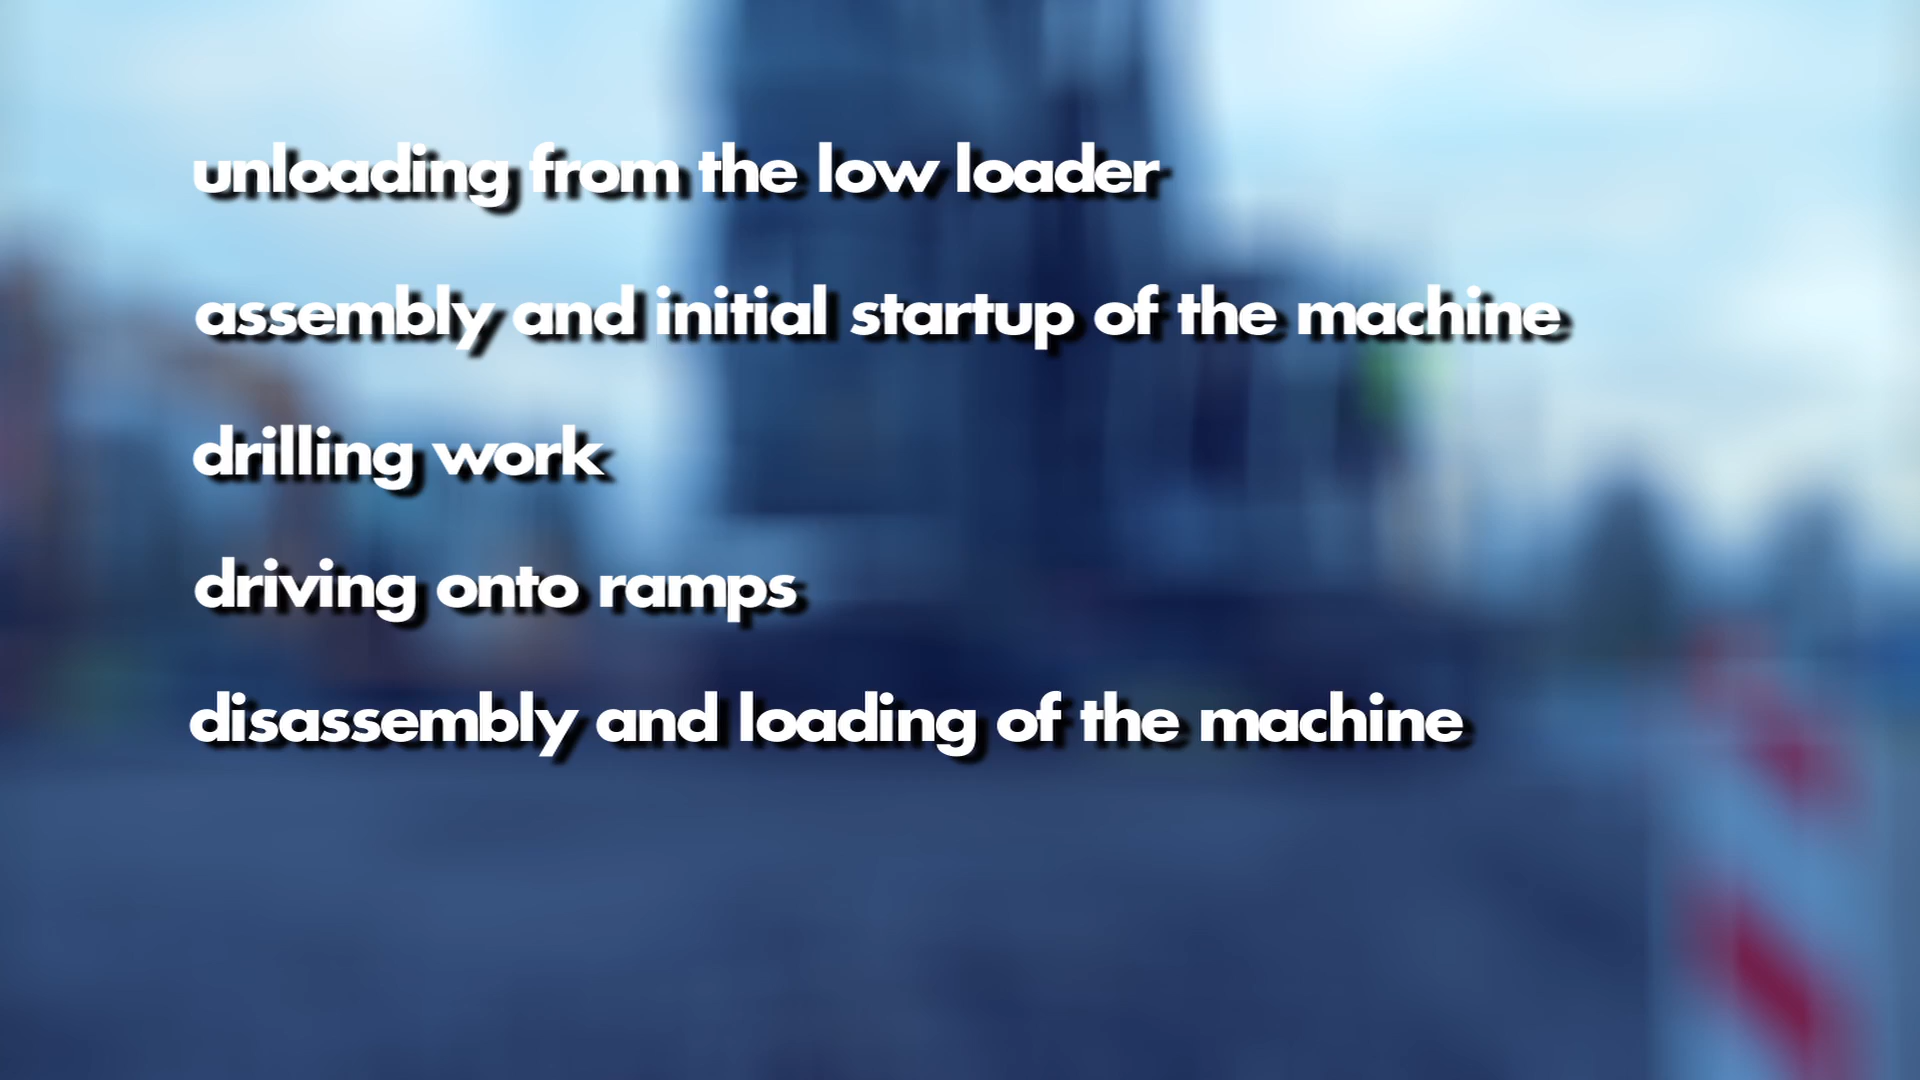 unloading from the low loader
assembly and initial startup of the machine
drilling work
driving onto ramps
disassembly and loading of the machine